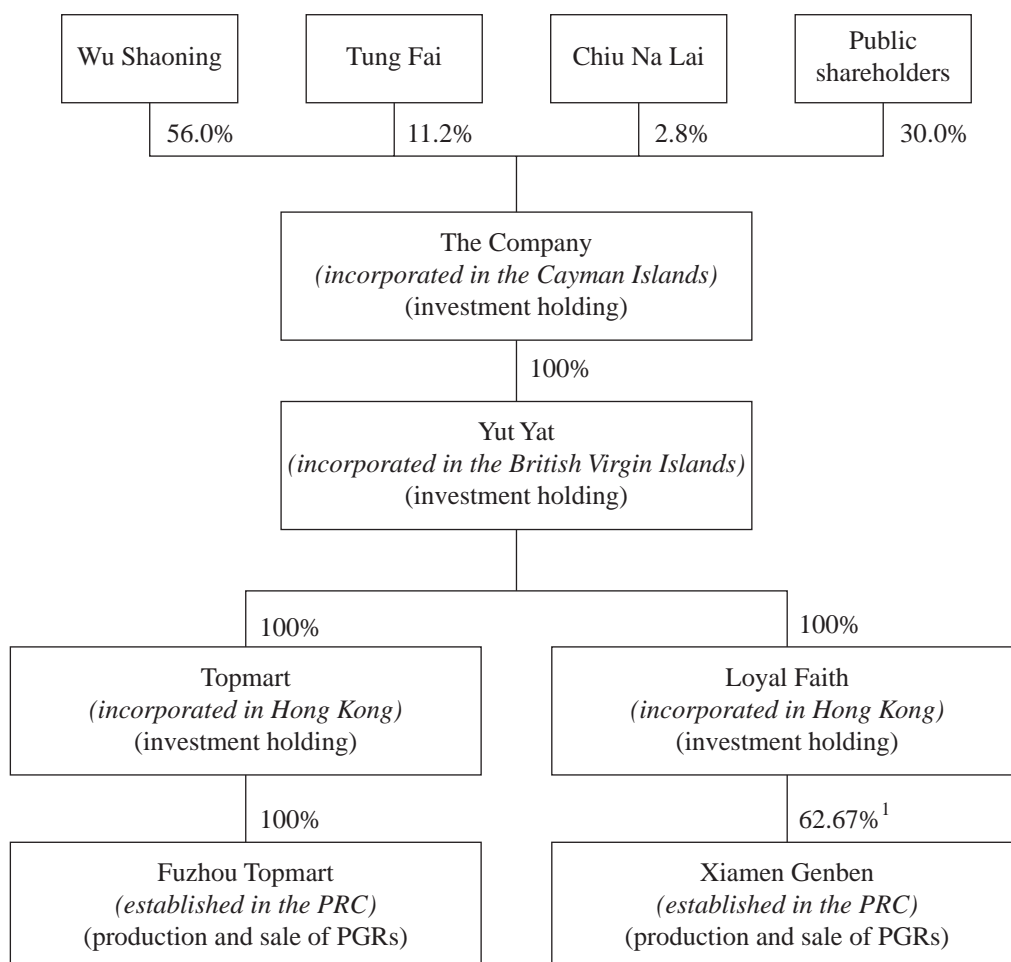 Wu Shaoning
Tung Fai
Chiu Na Lai
Public
shareholders
56.0%
11.2%
2.8%
30.0%
The Company
(incorporated in the Cayman Islands)
(investment holding)
100%
Yut Yat
(incorporated in the British Virgin Islands)
(investment holding)
100%
100%
Topmart
(incorporated in Hong Kong)
(investment holding)
Loyal Faith
(incorporated in Hong Kong)
(investment holding)
100%
62.67%1
Fuzhou Topmart
(established in the PRC)
(production and sale of PGRs)
Xiamen Genben
(established in the PRC)
(production and sale of PGRs)